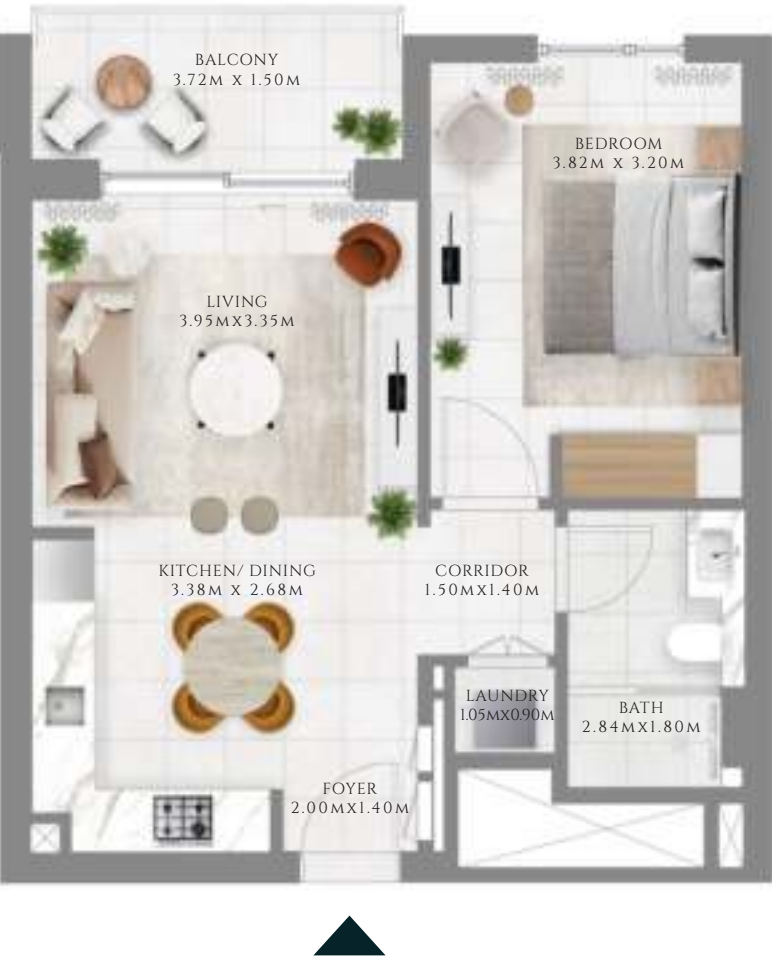 BALCONY
3.72M X 1.50M
BEDROOM
3.82M X 3.20M
LIVING
3.95MX3.35M
KITCHEN/ DINING
3.38M X 2.68M
CORRIDOR
1.50MX1.40M
LAUNDRY
1.05MX0.90M
BATH
2.84MX1.80M
FOYER
2.00MX1.40M